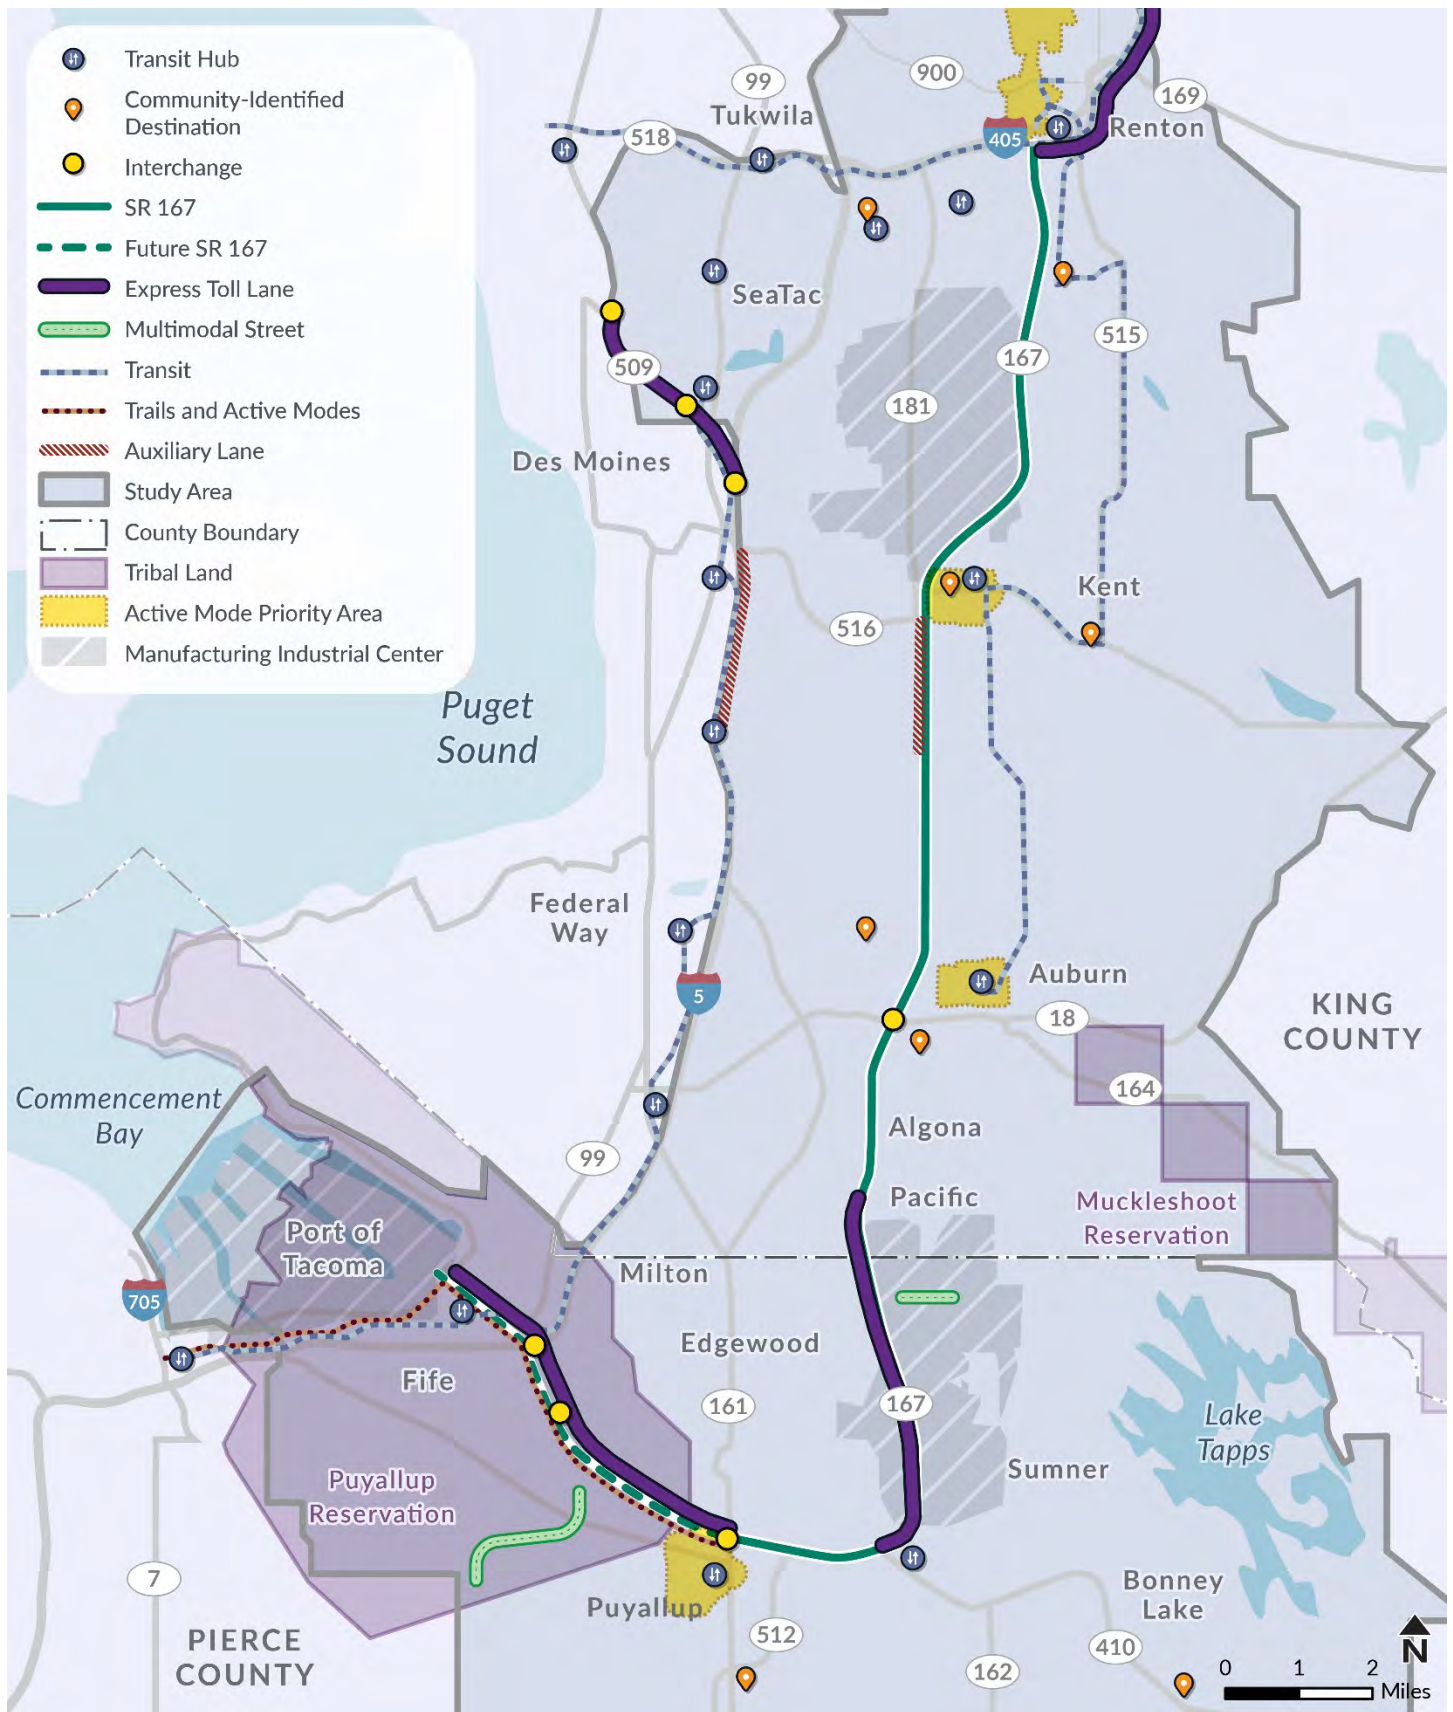 Transit Hub
Community-Identified
Destination
Interchange
SR 167
Future SR 167
Express Toll Lane
Multimodal Street
Transit
Trails and Active Modes
Auxiliary Lane
Study Area
County Boundary
Tribal Land
Active Mode Priority Area
Manufacturing Industrial Center
99
900
169
Tukwila
518
405
Renton
SeaTac
515
509
167
181
Des Moines
Kent
516
Puget
Sound
Federal
Way
Auburn
5
18
KING
COUNTY
164
Commencement
Bay
Algona
99
Pacific
Muckleshoot
Reservation
Port of
Tacoma
Milton
705
Edgewood
Fife
161
167
Lake
Tapps
Puyallup
Reservation
Sumner
7
Bonney
Lake
Puyallup
512
410
N
PIERCE
COUNTY
162
0 1 2
Miles